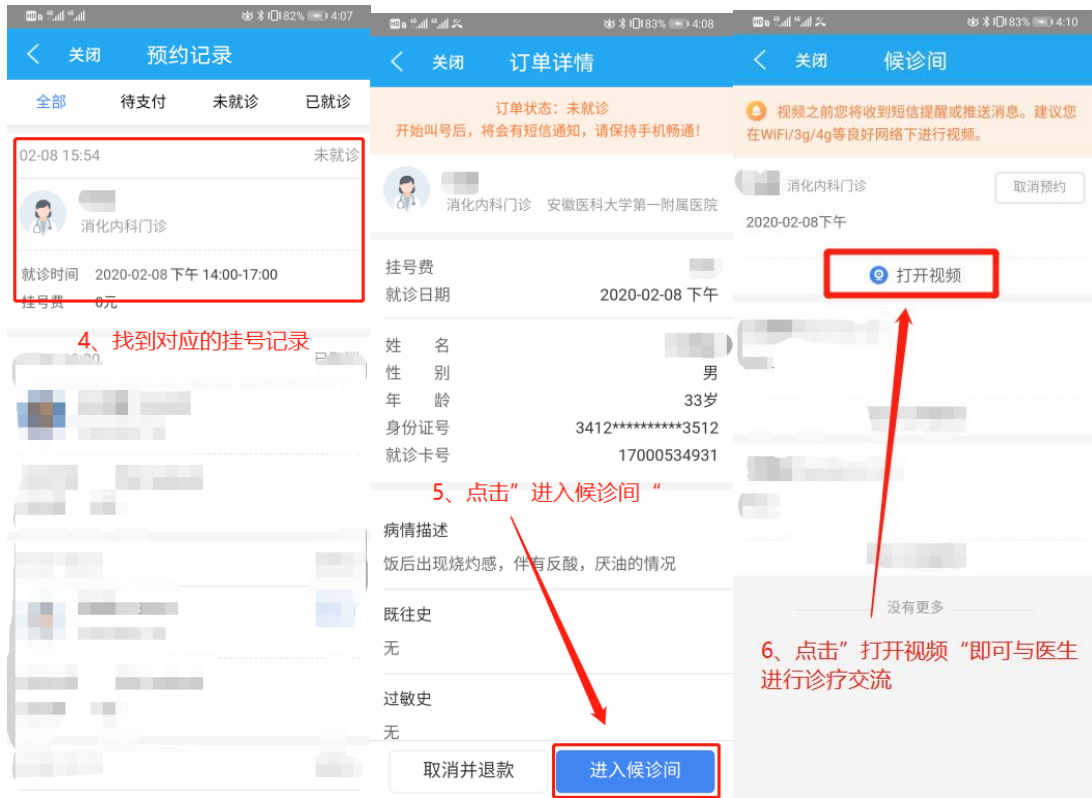 82% 4:07
关闭 预约记录
全部 待支付 未就诊 已就诊
02-08 15:54 未就诊
消化内科门诊
就诊时间 2020-02-08 下午 14:00-17:00
挂号费 0元
4、找到对应的挂号记录
83% 4:08
关闭 订单详情
订单状态：未就诊
开始叫号后，将会有短信通知，请保持手机畅通！
消化内科门诊 安徽医科大学第一附属医院
挂号费
就诊日期 2020-02-08 下午
姓 名
性 别 男
年 龄 33岁
身份证号 3412**********3512
就诊卡号 17000534931
5、点击”进入候诊间“
病情描述
饭后出现烧灼感，伴有反酸，厌油的情况
既往史
无
过敏史
无
取消并退款 进入候诊间
83% 4:10
关闭 候诊间
视频之前您将收到短信提醒或推送消息。建议您
在WiFi/3g/4g等良好网络下进行视频。
消化内科门诊 取消预约
2020-02-08下午
打开视频
没有更多
6、点击”打开视频“即可与医生
进行诊疗交流